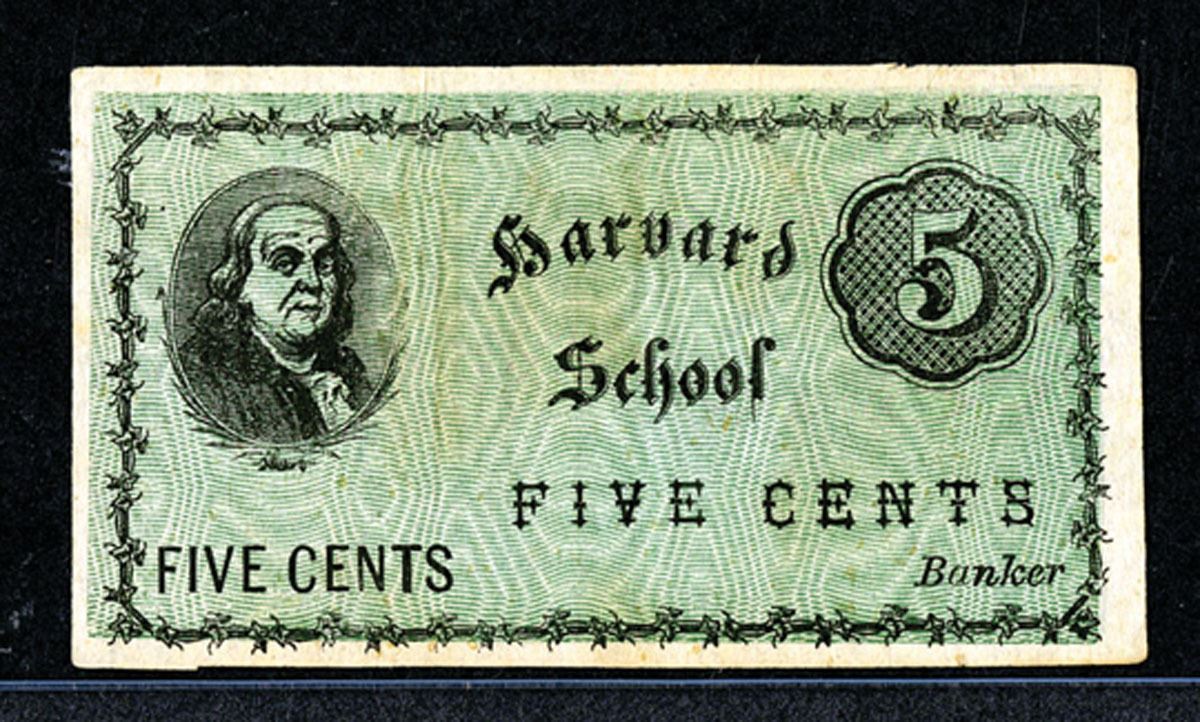 Harvard
5
School
FIVE CENTS
FIVE CENTS
Banker